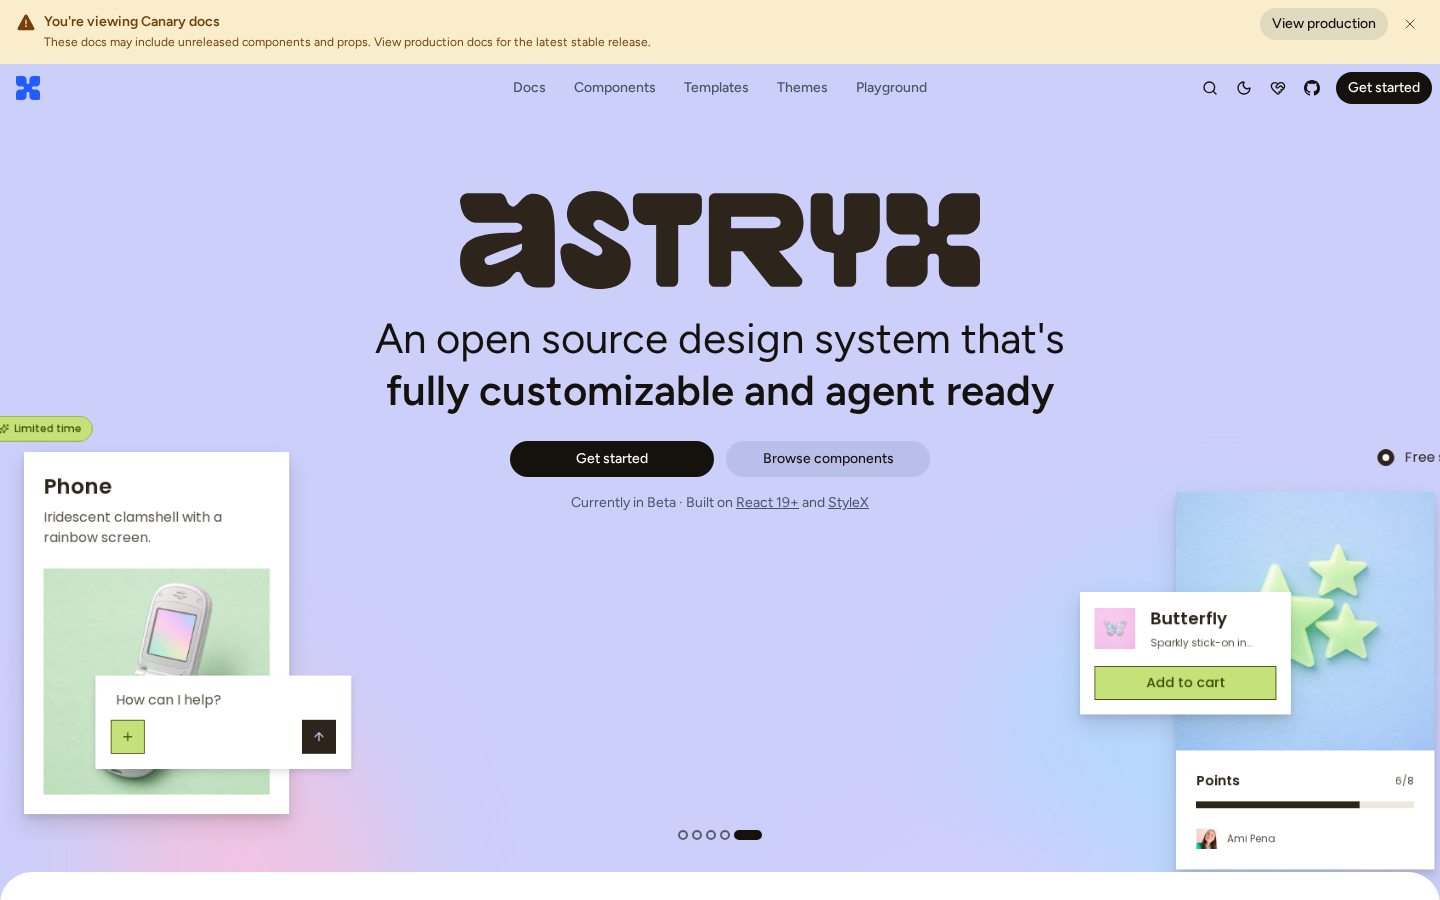 You're viewing Canary docs
These docs may include unreleased components and props. View production docs for the latest stable release.
View production
Docs
Components
Templates
Themes
Playground
Get started
ASTRYX
An open source design system that's
fully customizable and agent ready
Get started
Browse components
Currently in Beta · Built on React 19+ and StyleX
Limited time
Phone
Iridescent clamshell with a
rainbow screen.
How can I help?
Free
Butterfly
Sparkly stick-on in...
Add to cart
Points
6/8
Ami Pena